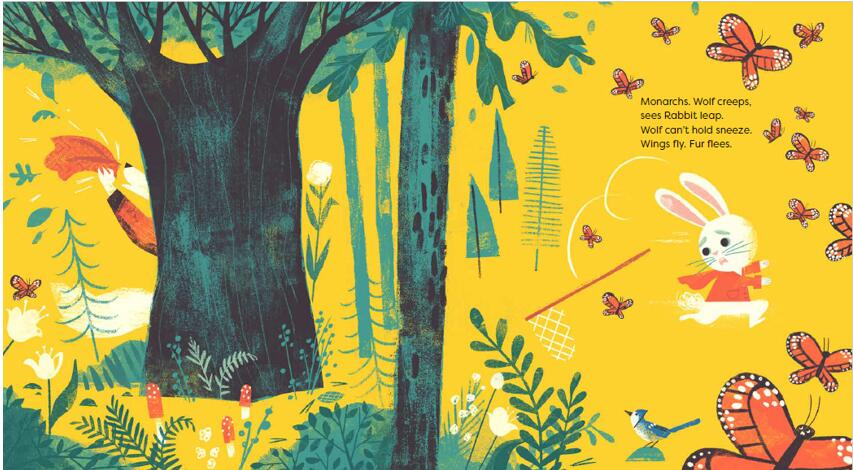 Monarchs. Wolf creeps,
sees Rabbit leap.
Wolf can't hold sneeze.
Wings fly. Fur flees.